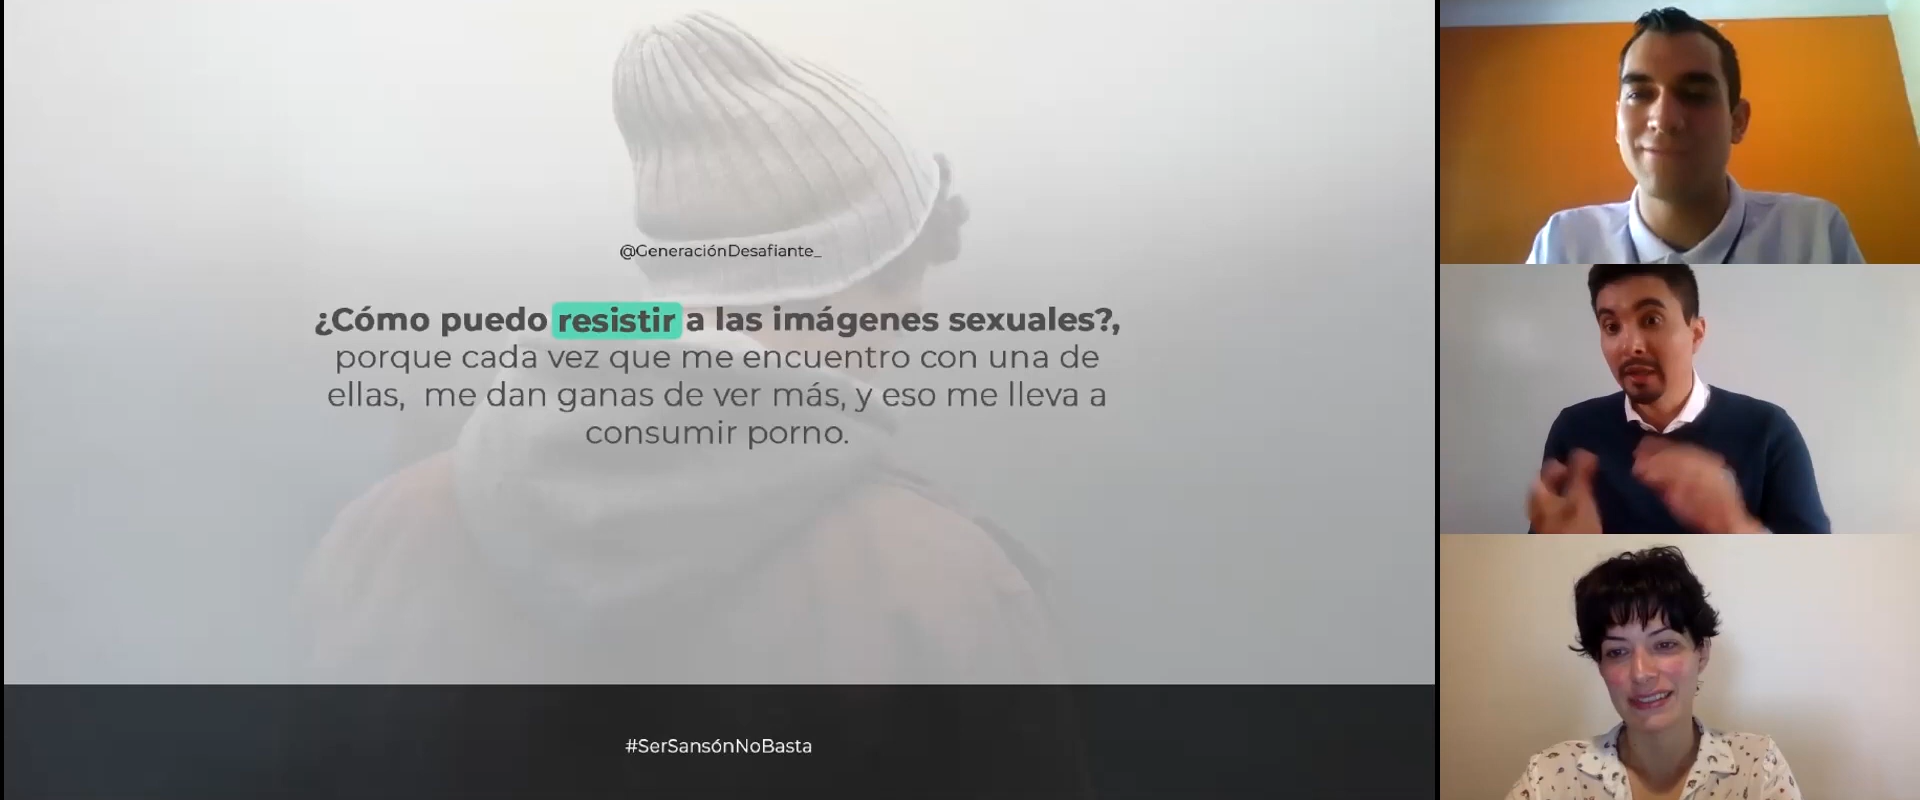 @GeneraciónDesafiante_
¿Cómo puedo resistir a las imágenes sexuales?,
porque cada vez que me encuentro con una de
ellas,  me dan ganas de ver más, y eso me lleva a
consumir porno.
#SerSansónNoBasta